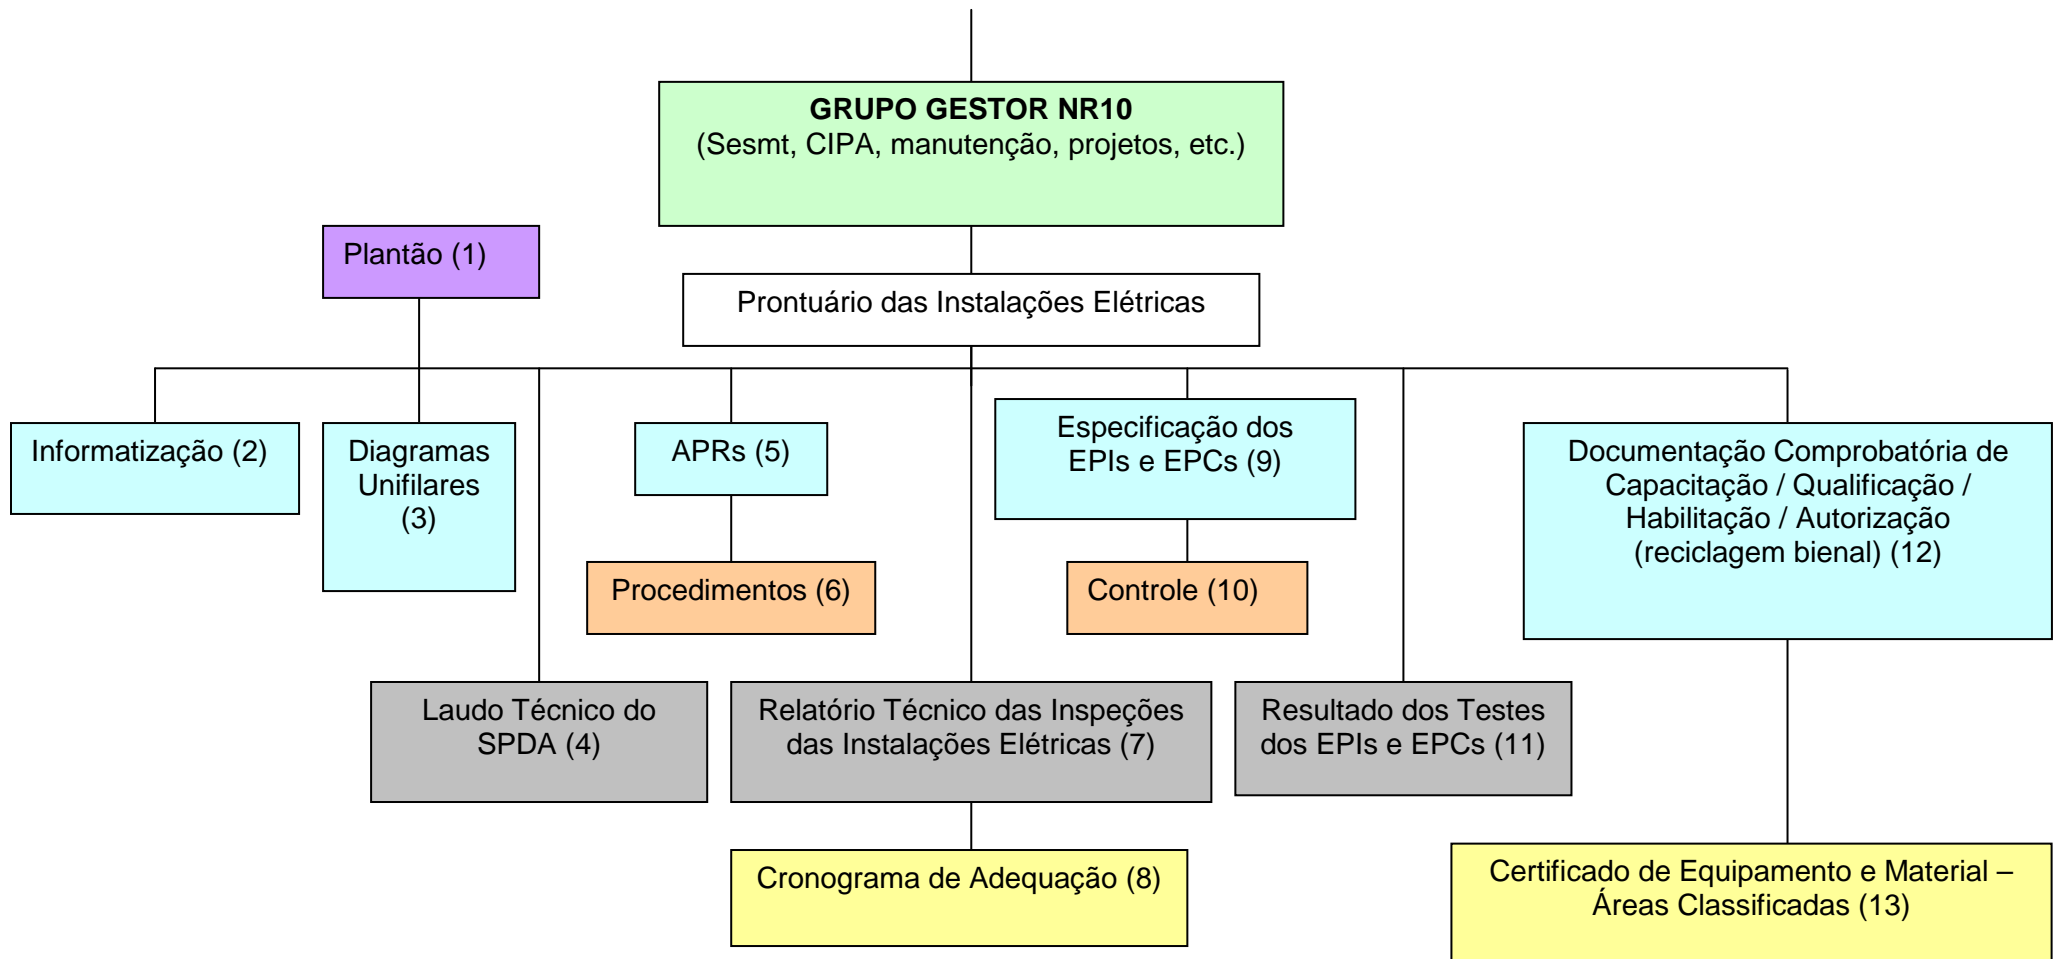 GRUPO GESTOR NR10
(Sesmt, CIPA, manutenção, projetos, etc.)
Plantão (1)
Prontuário das Instalações Elétricas
Informatização (2)
Diagramas
Unifilares
(3)
APRs (5)
Especificação dos
EPIs e EPCs (9)
Documentação Comprobatória de
Capacitação / Qualificação /
Habilitação / Autorização
(reciclagem bienal) (12)
Procedimentos (6)
Controle (10)
Laudo Técnico do
SPDA (4)
Relatório Técnico das Inspeções
das Instalações Elétricas (7)
Resultado dos Testes
dos EPIs e EPCs (11)
Cronograma de Adequação (8)
Certificado de Equipamento e Material –
Áreas Classificadas (13)